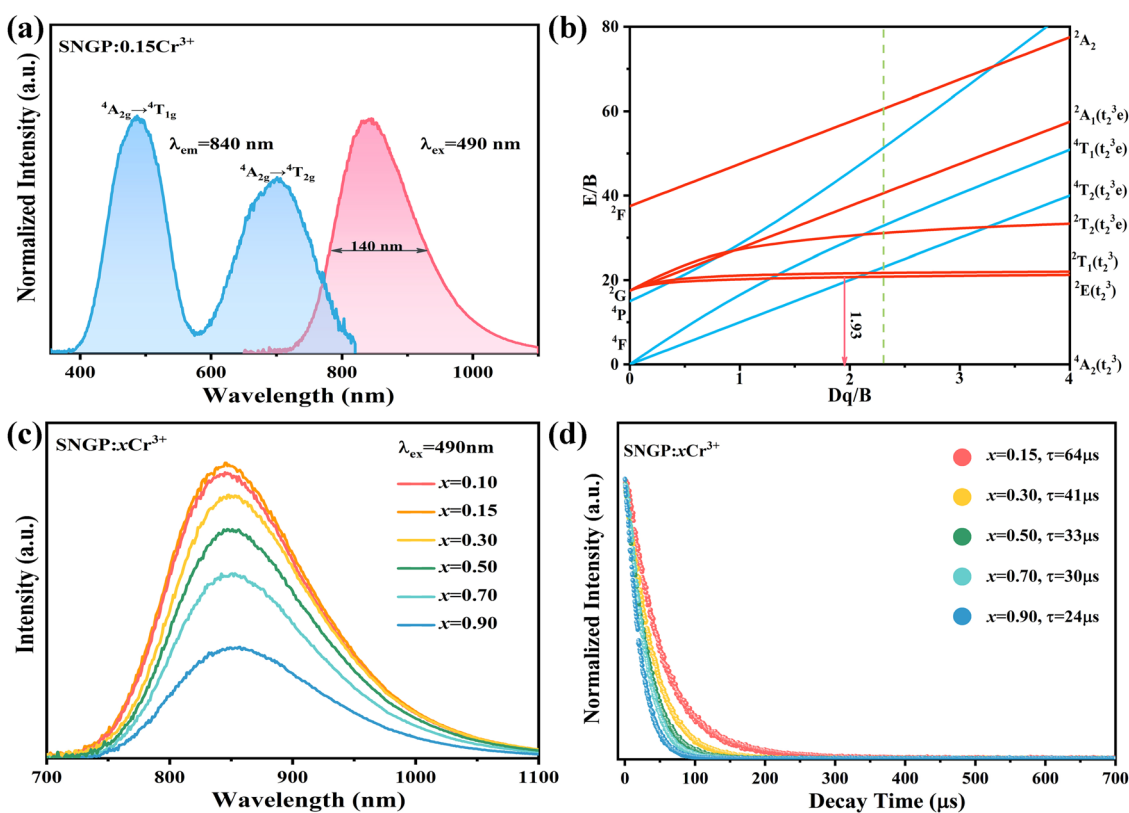 (a)
SNGP:0.15Cr³⁺
⁴A₂g→⁴T₁g
λem=840 nm
⁴A₂g→⁴T₂g
λex=490 nm
140 nm
Normalized Intensity (a.u.)
400 600 800 1000
Wavelength (nm)
(b)
80
60
40
20
0
E/B
²F
²G
⁴P
⁴F
²A₂
²A₁(t₂³e)
⁴T₁(t₂³e)
⁴T₂(t₂³e)
²T₂(t₂³e)
²T₁(t₂³)
²E(t₂³)
⁴A₂(t₂³)
1.93
0 1 2 3 4
Dq/B
(c)
SNGP:xCr³⁺
λex=490nm
x=0.10
x=0.15
x=0.30
x=0.50
x=0.70
x=0.90
Intensity (a.u.)
700 800 900 1000 1100
Wavelength (nm)
(d)
SNGP:xCr³⁺
x=0.15, τ=64μs
x=0.30, τ=41μs
x=0.50, τ=33μs
x=0.70, τ=30μs
x=0.90, τ=24μs
Normalized Intensity (a.u.)
0 100 200 300 400 500 600 700
Decay Time (μs)